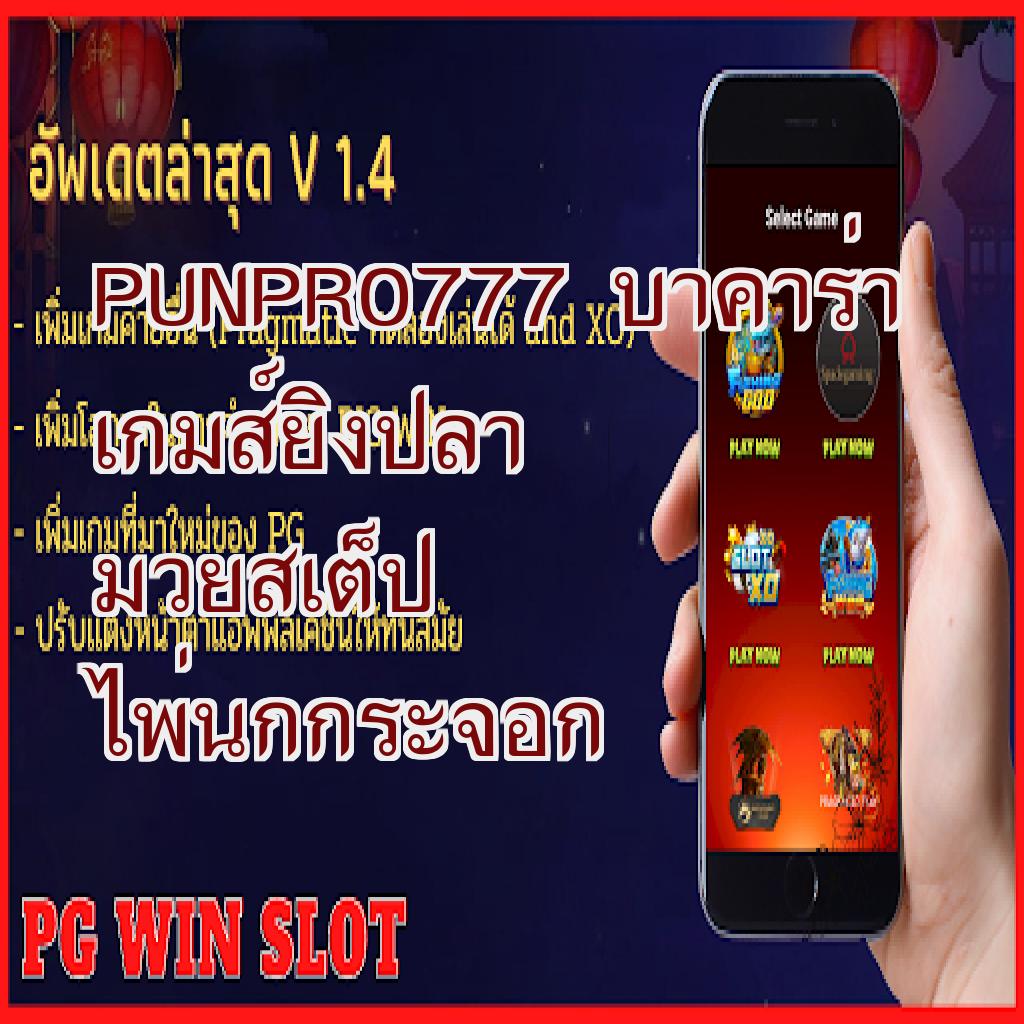 อัพเดตล่าสุด V 1.4
Select Game
PUNPRO777 บาคาร่า
- เพิ่มเกมค่ายอื่น (Pragmatic ทดลองเล่นได้ and XO)
เกมส์ยิงปลา
- เพิ่ม
PLAY NOW PLAY NOW
- เพิ่มเกมที่มาใหม่ของ PG
มวยสเต็ป
SLOT XO
- ปรับแต่งหน้าตาแอพพลิเคชั่นให้ทันสมัย
PLAY NOW PLAY NOW
ไพ่นกกระจอก
PG WIN SLOT